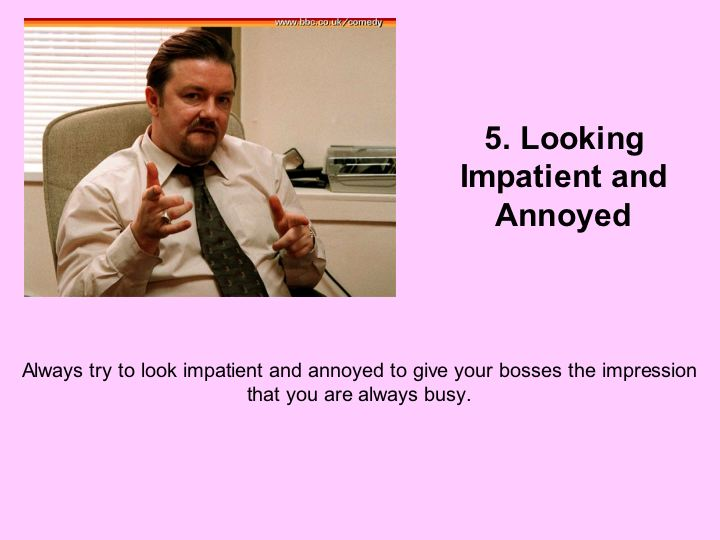 www.bbc.co.uk/comedy
5. Looking
Impatient and
Annoyed
Always try to look impatient and annoyed to give your bosses the impression
that you are always busy.